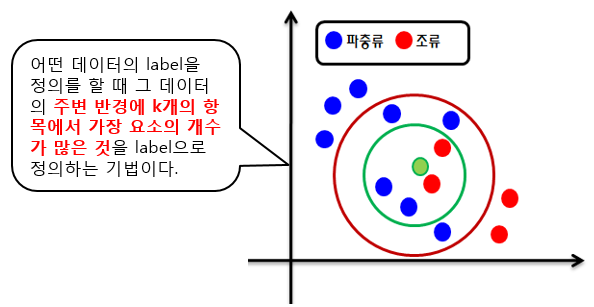 파충류 조류
어떤 데이터의 label을
정의를 할 때 그 데이터
의 주변 반경에 k개의 항
목에서 가장 요소의 개수
가 많은 것을 label으로
정의하는 기법이다.